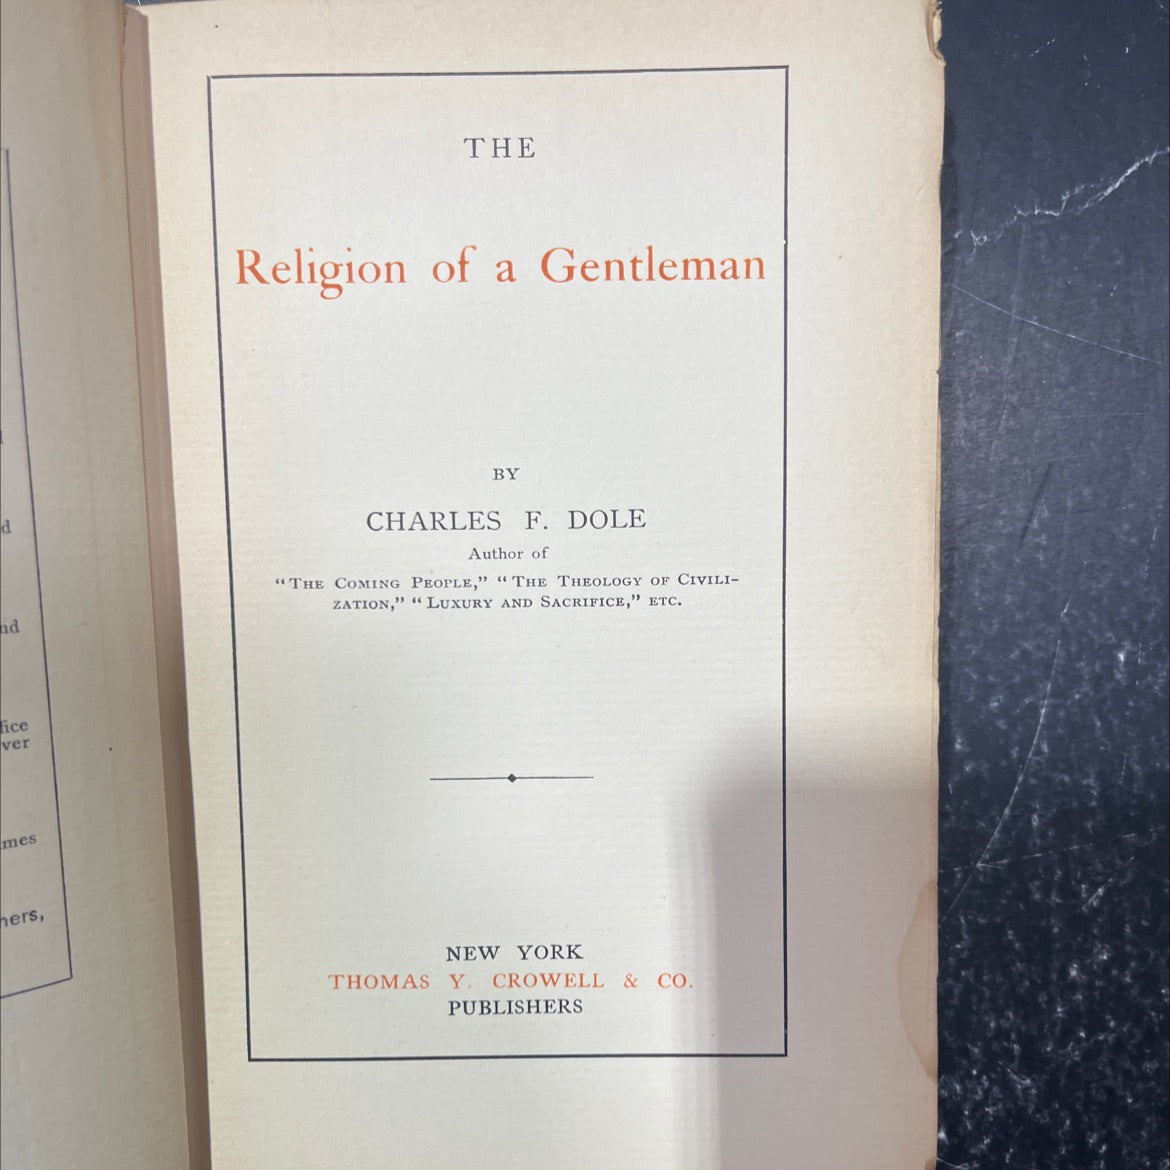 THE
Religion of a Gentleman
BY
CHARLES F. DOLE
Author of
“THE COMING PEOPLE,” “THE THEOLOGY OF CIVILI-
ZATION,” “LUXURY AND SACRIFICE,” ETC.
NEW YORK
THOMAS Y. CROWELL & CO.
PUBLISHERS